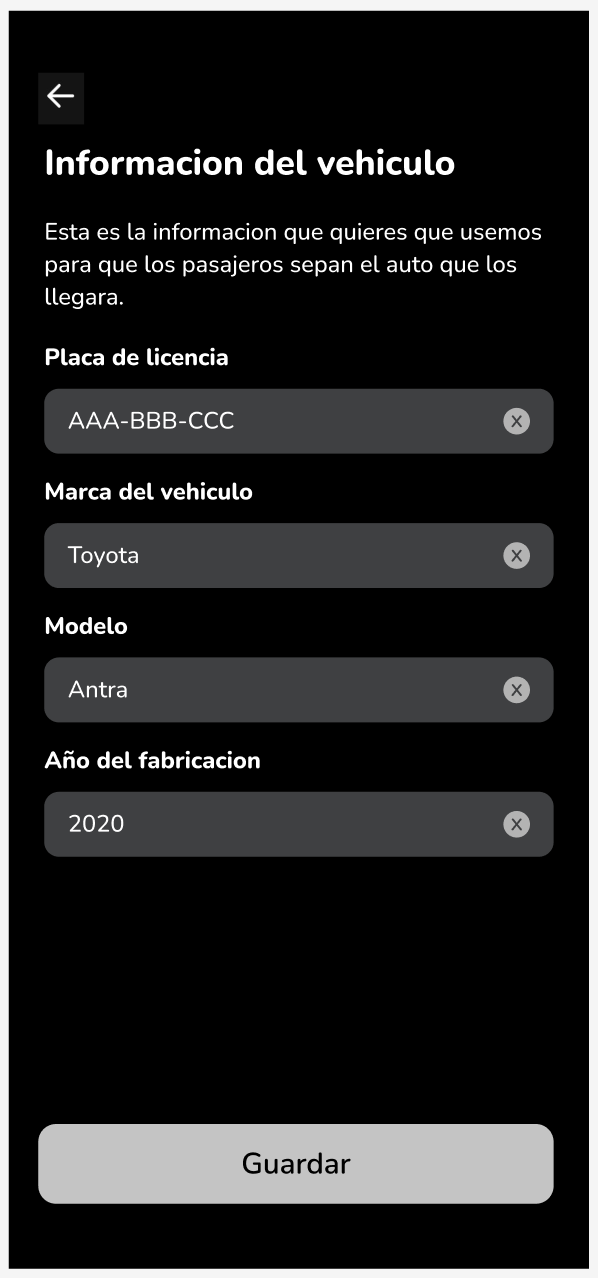 Informacion del vehiculo
Esta es la informacion que quieres que usemos
para que los pasajeros sepan el auto que los
llegara.
Placa de licencia
AAA-BBB-CCC
Marca del vehiculo
Toyota
Modelo
Antra
Año del fabricacion
2020
Guardar